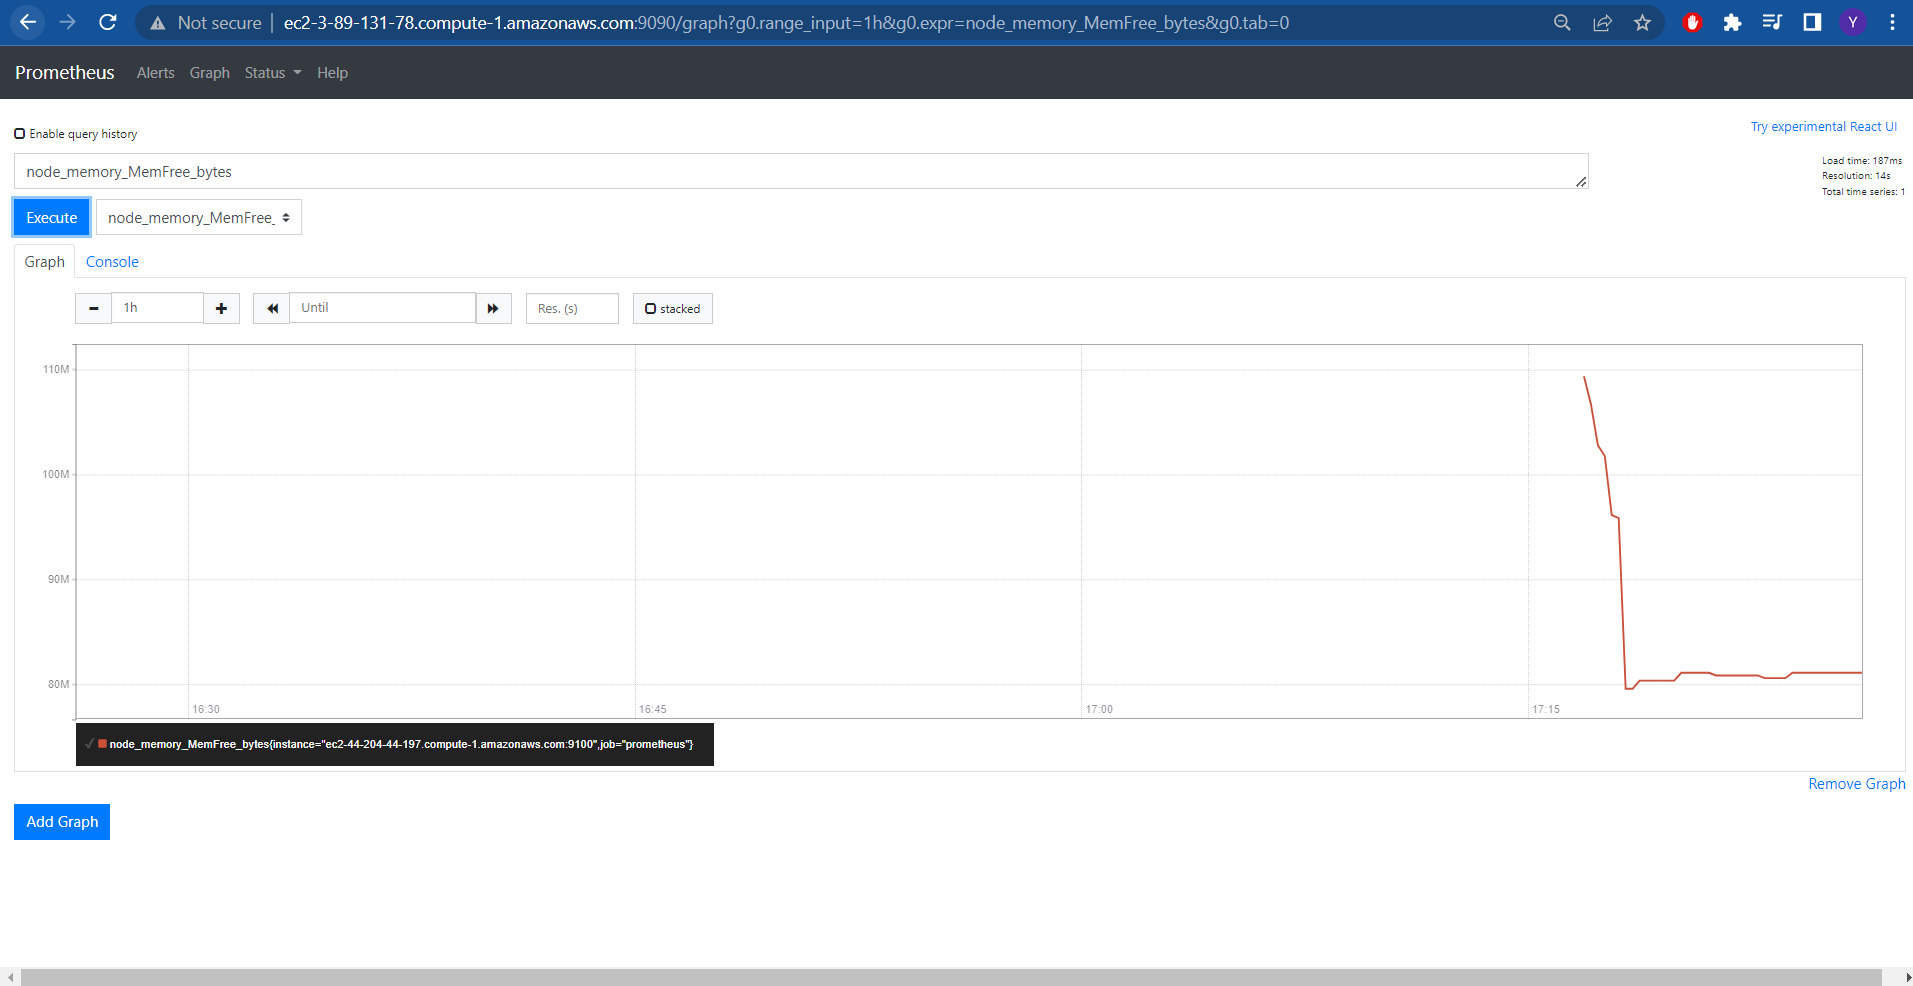 Not secure | ec2-3-89-131-78.compute-1.amazonaws.com:9090/graph?g0.range_input=1h&g0.expr=node_memory_MemFree_bytes&g0.tab=0
Y
Prometheus Alerts Graph Status Help
Enable query history
Try experimental React UI
node_memory_MemFree_bytes
Load time: 187ms
Resolution: 14s
Total time series: 1
Execute node_memory_MemFree_
Graph Console
1h Until Res. (s) stacked
110M
100M
90M
80M
16:30 16:45 17:00 17:15
node_memory_MemFree_bytes{instance="ec2-44-204-44-197.compute-1.amazonaws.com:9100",job="prometheus"}
Remove Graph
Add Graph